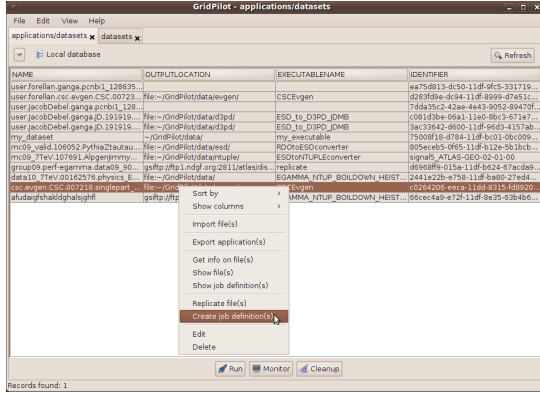 GridPilot - applications/datasets
File Edit View Help
applications/datasets x datasets x
Local database Refresh
NAME OUTPUTLOCATION EXECUTABLENAME IDENTIFIER
user.forellan.ganga.pcnbi1_128635... ea75d813-dc50-11df-9fc5-331719...
user.forellan.csc.evgen.CSC.00723... file:~/GridPilot/data/evgen/ CSCEvgen d283fd9e-dc94-11df-8999-d7e51c...
user.JacobDebel.ganga.pcnbi1_128... 7dda35c2-42ae-4e43-9052-89470f...
user.JacobDebel.ganga.JD.191919.... file:~/GridPilot/data/d3pd/ ESD_to_D3PD_JDMB c081d3be-06a1-11e0-8bc3-671e7...
user.JacobDebel.ganga.JD.191919.... file:~/GridPilot/data/d3pd/ ESD_to_D3PD_JDMB 3ac33642-d600-11df-96d3-4157ab...
my_dataset ~/GridPilot/data/ my_executable 75008f18-d784-11df-bc01-0bc009...
mc09_valid.106052.PythiaZtautau.... file:~/GridPilot/data/esd/ RDOtoESDconverter 805eceb5-0f65-11df-b12e-5b1bcb...
mc09_7TeV.107691.AlpgenJimmy... file:~/GridPilot/data/ntuple/ ESDtoNTUPLEconverter signal5_ATLAS-GEO-02-01-00
group09.perf-egamma.data09_90... gsiftp://ftp1.ndgf.org:2811/atlas/dis... replicate d6968ff9-015a-11df-b624-67acda9...
data10_7TeV.00162576.physics_E... file:~/GridPilot/data/ EGAMMA_NTUP_BOILDOWN_HEIST... 2441e22b-e758-11df-ba80-27ed4...
csc.evgen.CSC.007218.singlepart_... file:~/Grid CSCEvgen c0264206-eeca-11dd-8315-fd8920...
afudaigfshakldghalsjghfl gsiftp://ftp EGAMMA_NTUP_BOILDOWN_HEIST... 66cec4a9-e72f-11df-8e35-63b4b6...
Sort by
Show columns
Import file(s)
Export application(s)
Get info on file(s)
Show file(s)
Show job definition(s)
Replicate file(s)
Create job definition(s)
Edit
Delete
Run Monitor Cleanup
Records found: 1